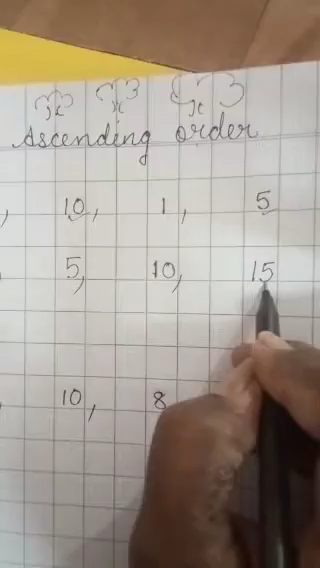 Ascending order
, 10, 1, 5
5, 10, 15
, 10, 8